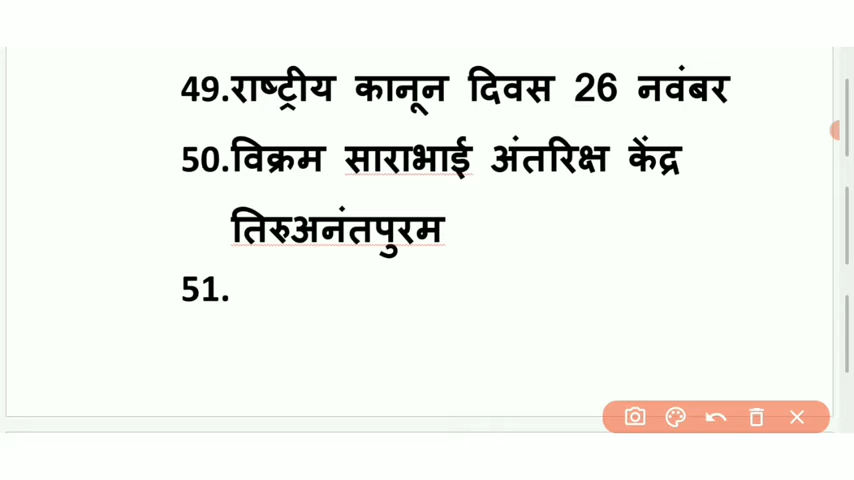 49.राष्ट्रीय कानून दिवस 26 नवंबर
50.विक्रम साराभाई अंतरिक्ष केंद्र
तिरुअनंतपुरम
51.